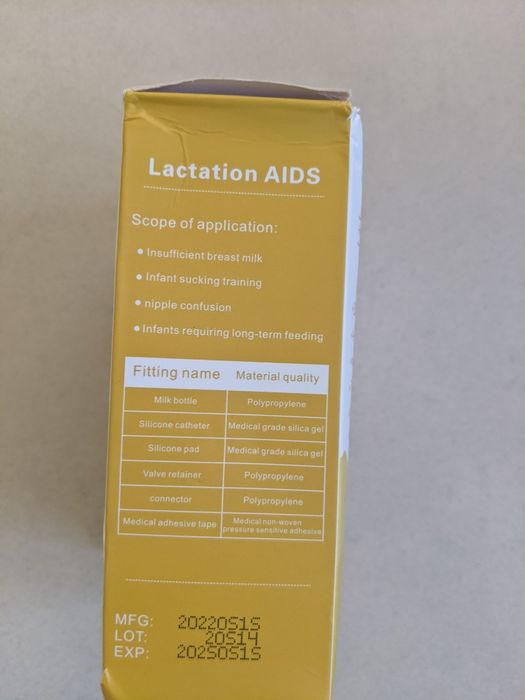 Lactation AIDS
Scope of application:
• Insufficient breast milk
• Infant sucking training
• nipple confusion
• Infants requiring long-term feeding
Fitting name Material quality
Milk bottle Polypropylene
Silicone catheter Medical grade silica gel
Silicone pad Medical grade silica gel
Valve retainer Polypropylene
connector Polypropylene
Medical adhesive tape Medical non-woven
pressure sensitive adhesive
MFG: 20220515
LOT: 20514
EXP: 20250515